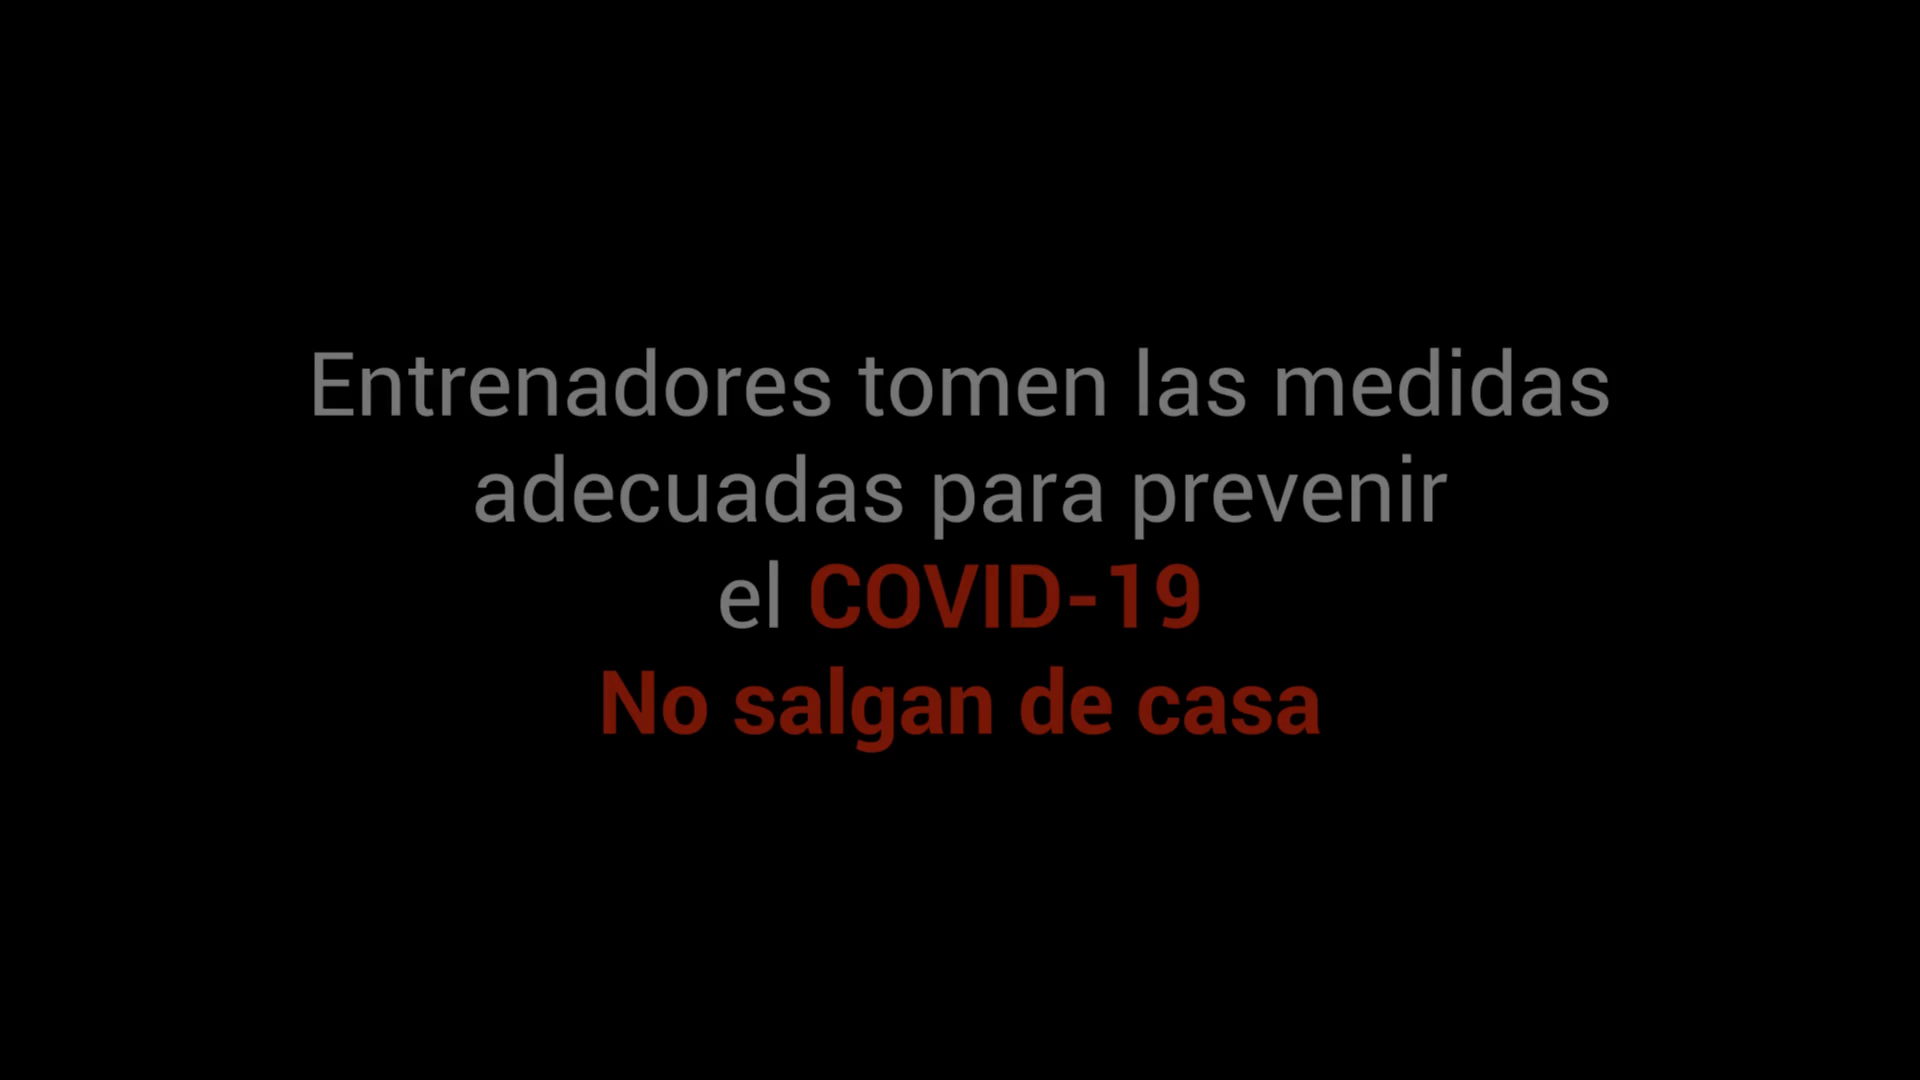 Entrenadores tomen las medidas
adecuadas para prevenir
el COVID-19
No salgan de casa